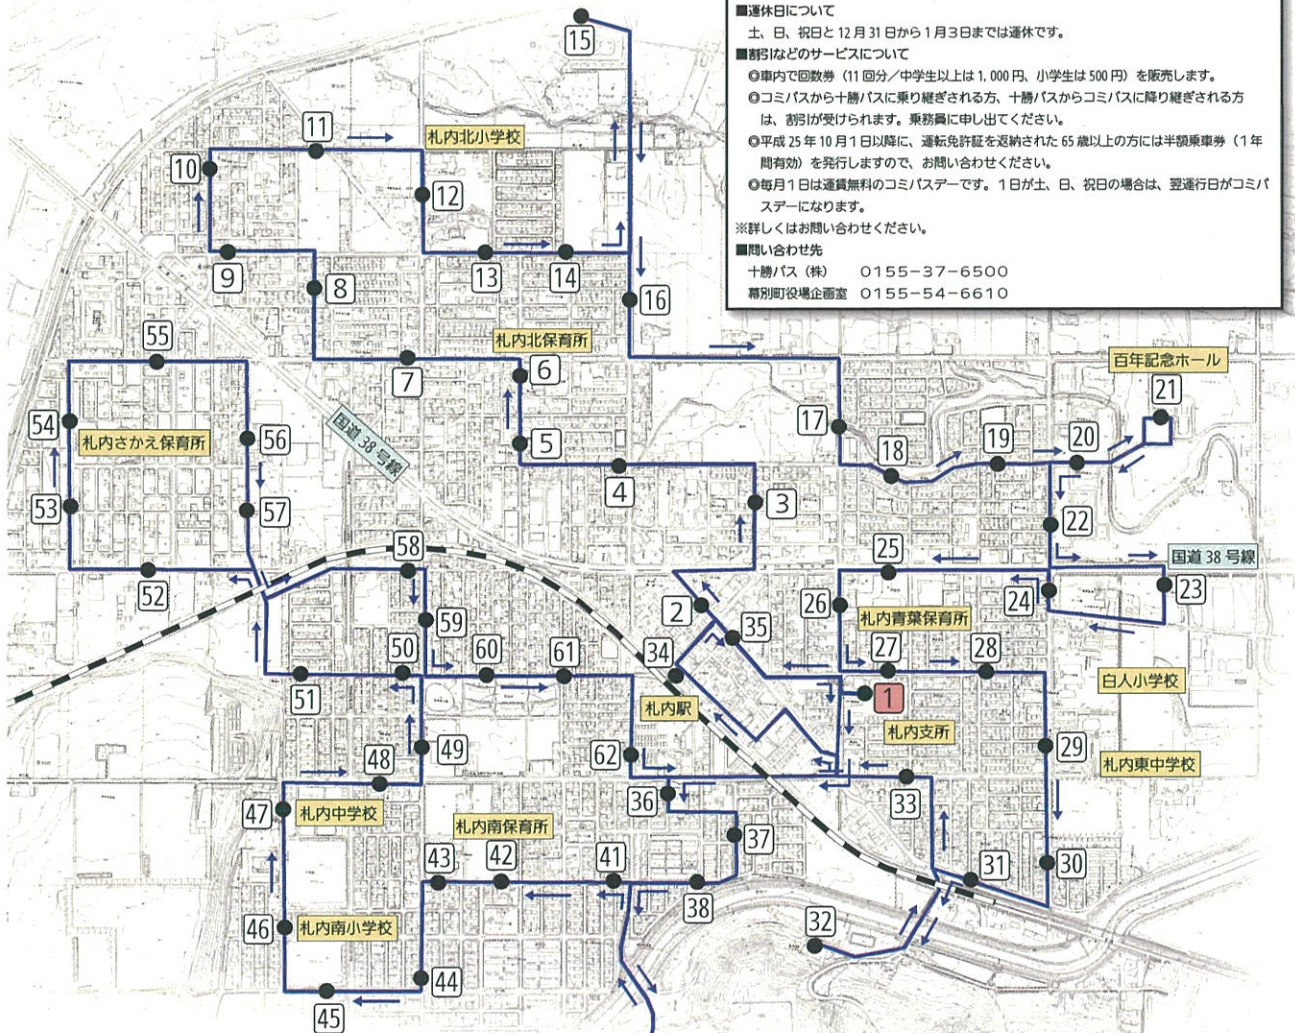 ■運休日について
土、日、祝日と12月31日から1月3日までは運休です。
■割引などのサービスについて
◎車内で回数券（11回分／中学生以上は1,000円、小学生は500円）を販売します。
◎コミバスから十勝バスに乗り継ぎされる方、十勝バスからコミバスに降り継ぎされる方
は、割引が受けられます。乗務員に申し出てください。
◎平成25年10月1日以降に、運転免許証を返納された65歳以上の方には半額乗車券（1年
間有効）を発行しますので、お問い合わせください。
◎毎月1日は運賃無料のコミバスデーです。1日が土、日、祝日の場合は、翌運行日がコミバ
スデーになります。
※詳しくはお問い合わせください。
■問い合わせ先
十勝バス（株） 0155-37-6500
幕別町役場企画室 0155-54-6610
15
11
札内北小学校
10
12
9
13
14
8
16
55
札内北保育所
6
7
百年記念ホール
21
54
札内さかえ保育所
56
国道38号線
5
17
18
19
20
4
53
57
3
22
58
25
国道38号線
52
2
26
24
23
59
35
札内青葉保育所
50
60
61
34
27
28
51
札内駅
1
白人小学校
札内支所
49
62
29
48
札内東中学校
47
札内中学校
36
33
札内南保育所
37
43
42
41
31
30
38
46
札内南小学校
32
44
45